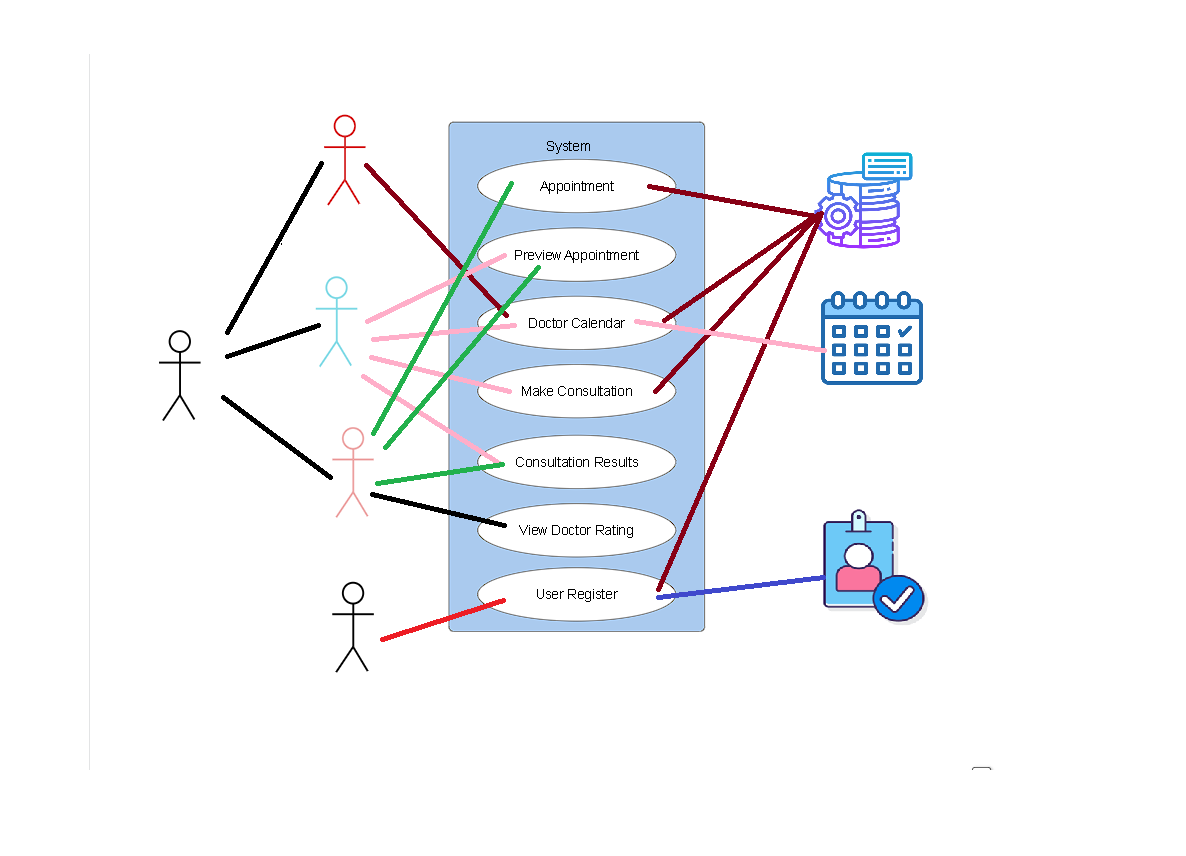 System
Appointment
Preview Appointment
Doctor Calendar
Make Consultation
Consultation Results
View Doctor Rating
User Register